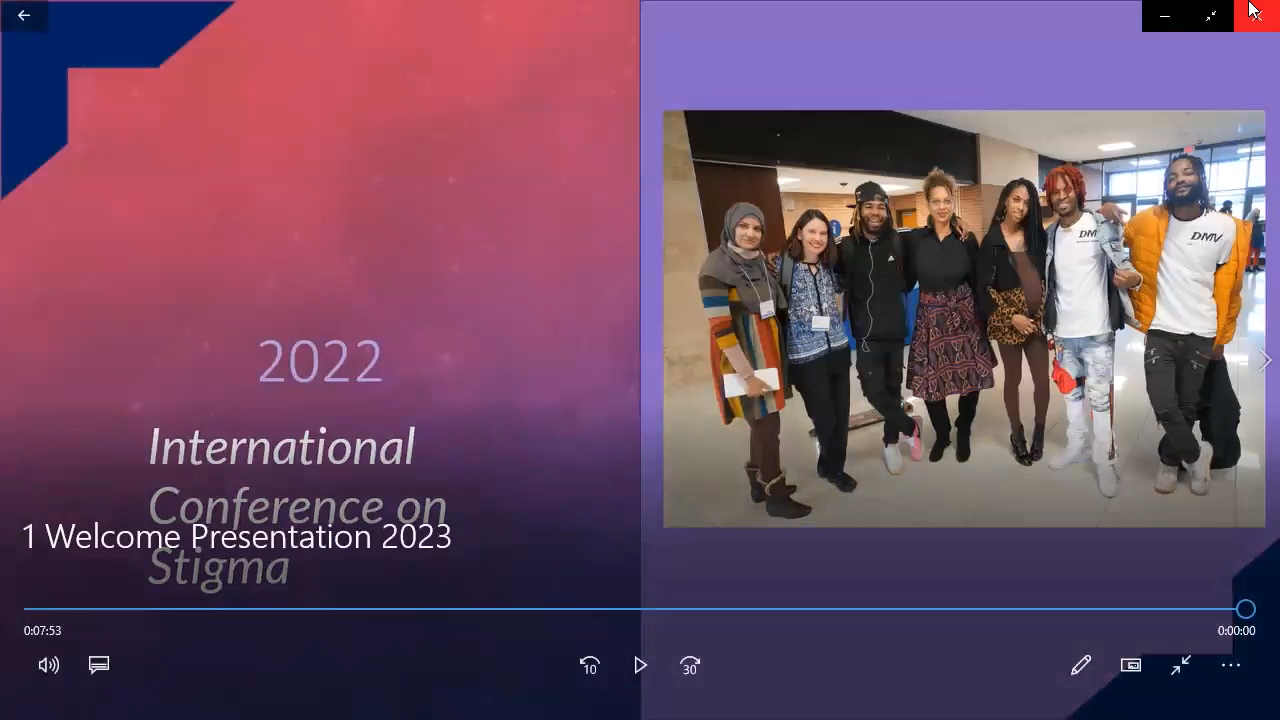 2022
International
Conference on
Stigma
1 Welcome Presentation 2023
DMV
DMV
0:07:53
0:00:00
10
30